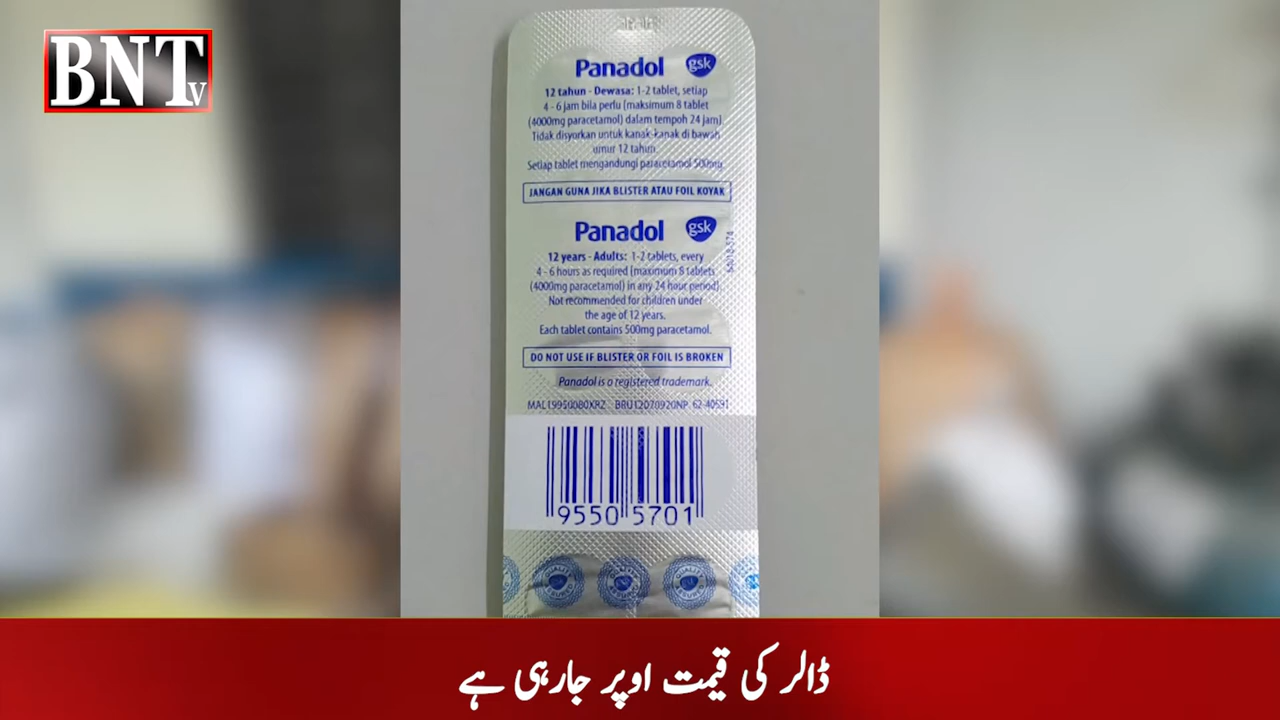 BNT
TV
Panadol gsk
12 tahun - Dewasa: 1-2 tablet, setiap
4 - 6 jam bila perlu (maksimum 8 tablet
(4000mg paracetamol) dalam tempoh 24 jam)
Tidak disyorkan untuk kanak-kanak di bawah
umur 12 tahun.
Setiap tablet mengandungi paracetamol 500mg.
JANGAN GUNA JIKA BLISTER ATAU FOIL KOYAK
Panadol gsk
12 years - Adults: 1-2 tablets, every
4 - 6 hours as required (maximum 8 tablets
(4000mg paracetamol) in any 24 hour period)
Not recommended for children under
the age of 12 years.
Each tablet contains 500mg paracetamol.
DO NOT USE IF BLISTER OR FOIL IS BROKEN
Panadol is a registered trademark.
MAL19950080XRZ BRU12070920NP
9550 5701
ڈالر کی قیمت اوپر جارہی ہے